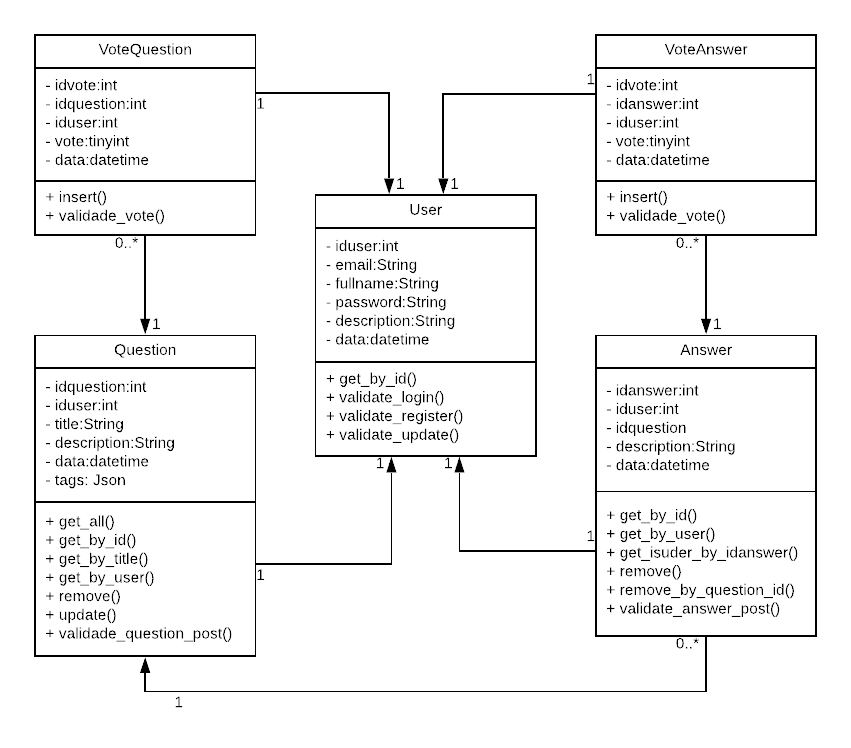 VoteQuestion
- idvote:int
- idquestion:int
- iduser:int
- vote:tinyint
- data:datetime
+ insert()
+ validade_vote()
1
0..*
1
VoteAnswer
- idvote:int
- idanswer:int
- iduser:int
- vote:tinyint
- data:datetime
+ insert()
+ validade_vote()
1
0..*
1
1
1
User
- iduser:int
- email:String
- fullname:String
- password:String
- description:String
- data:datetime
+ get_by_id()
+ validate_login()
+ validate_register()
+ validate_update()
1
1
Question
- idquestion:int
- iduser:int
- title:String
- description:String
- data:datetime
- tags: Json
+ get_all()
+ get_by_id()
+ get_by_title()
+ get_by_user()
+ remove()
+ update()
+ validade_question_post()
1
Answer
- idanswer:int
- iduser:int
- idquestion
- description:String
- data:datetime
+ get_by_id()
+ get_by_user()
+ get_isuder_by_idanswer()
+ remove()
+ remove_by_question_id()
+ validate_answer_post()
1
0..*
1